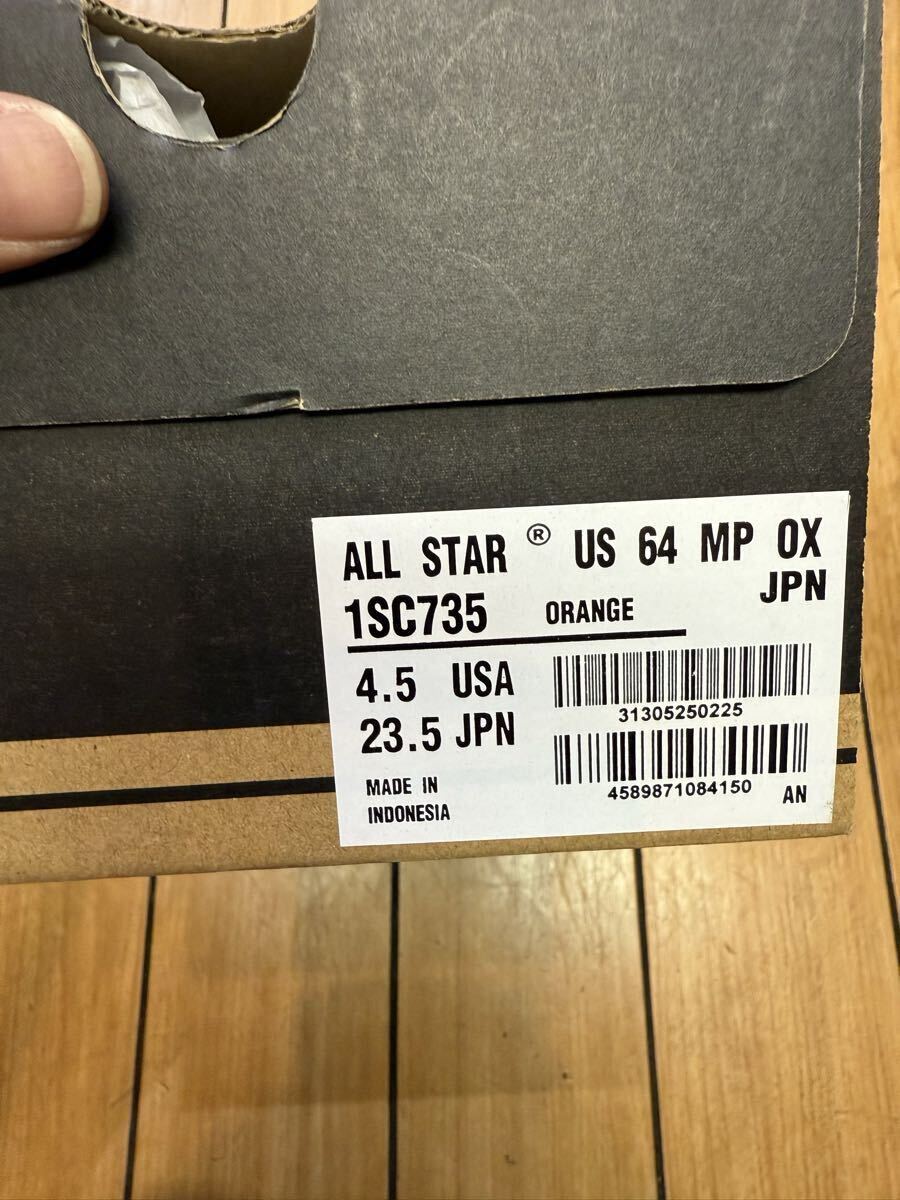 ALL STAR ® US 64 MP OX
JPN
1SC735 ORANGE
4.5 USA
23.5 JPN
31305250225
4589871084150
MADE IN
INDONESIA
AN